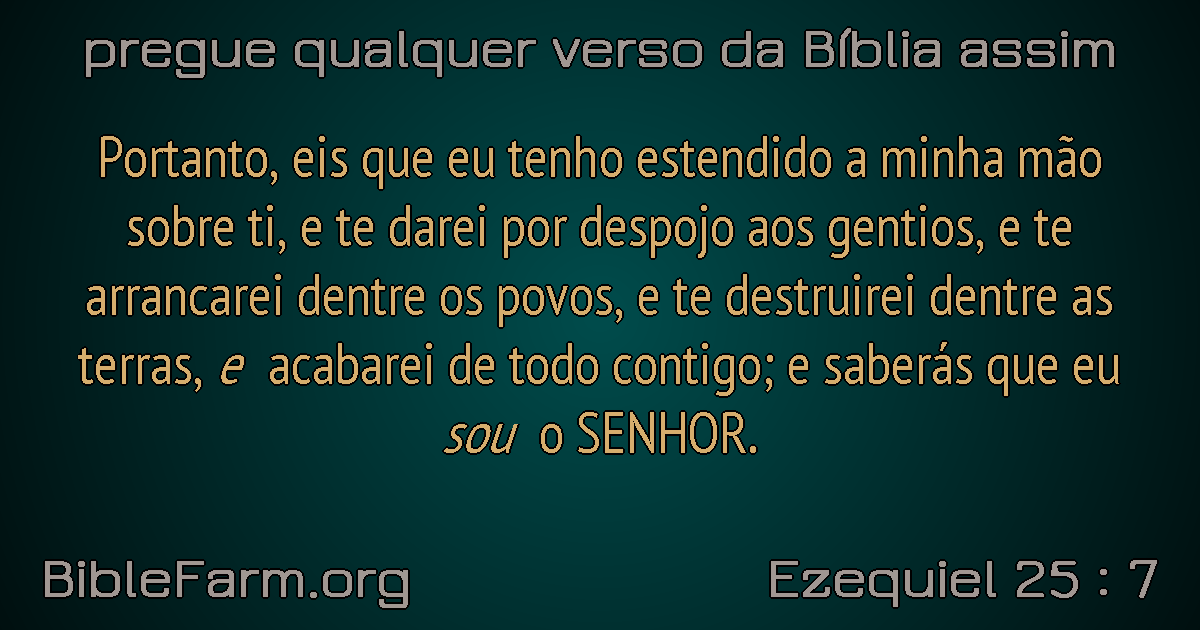 pregue qualquer verso da Bíblia assim
Portanto, eis que eu tenho estendido a minha mão
sobre ti, e te darei por despojo aos gentios, e te
arrancarei dentre os povos, e te destruirei dentre as
terras, e acabarei de todo contigo; e saberás que eu
sou o SENHOR.
BibleFarm.org
Ezequiel 25 : 7